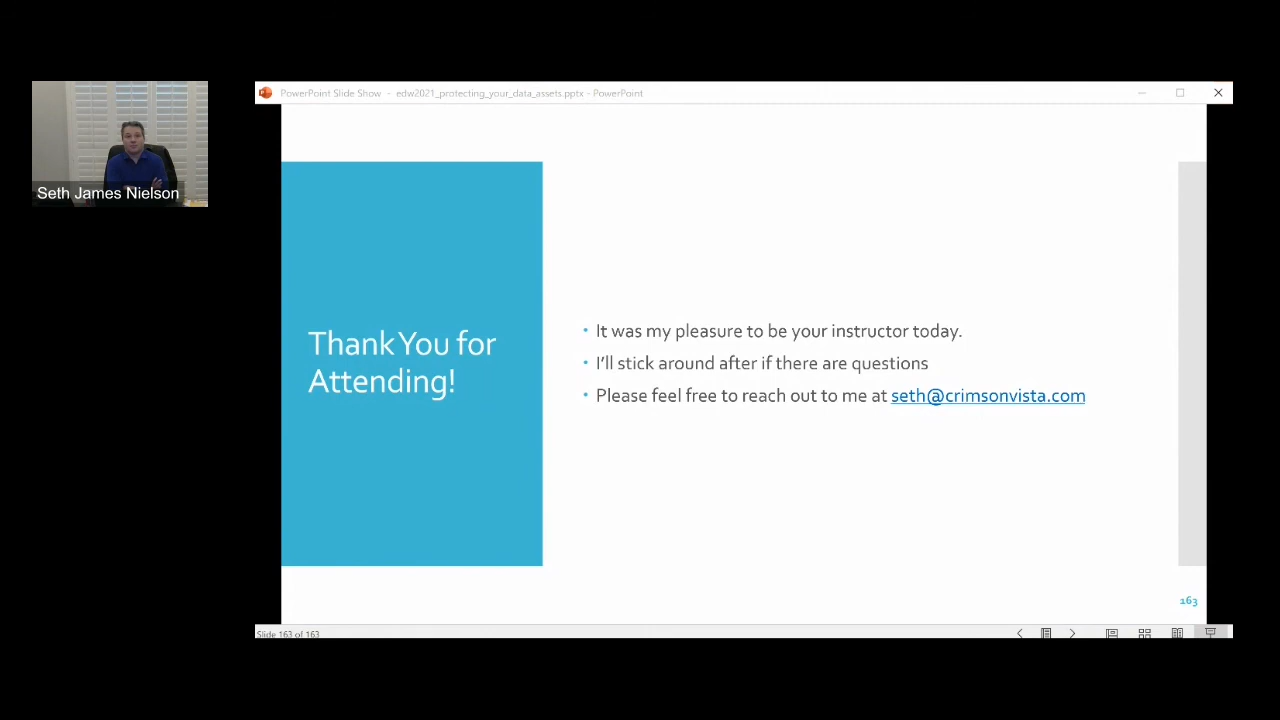 PowerPoint Slide Show - edw2021_protecting_your_data_assets.pptx - PowerPoint
Seth James Nielson
Thank You for
Attending!
• It was my pleasure to be your instructor today.
• I'll stick around after if there are questions
• Please feel free to reach out to me at seth@crimsonvista.com
163
Slide 163 of 163